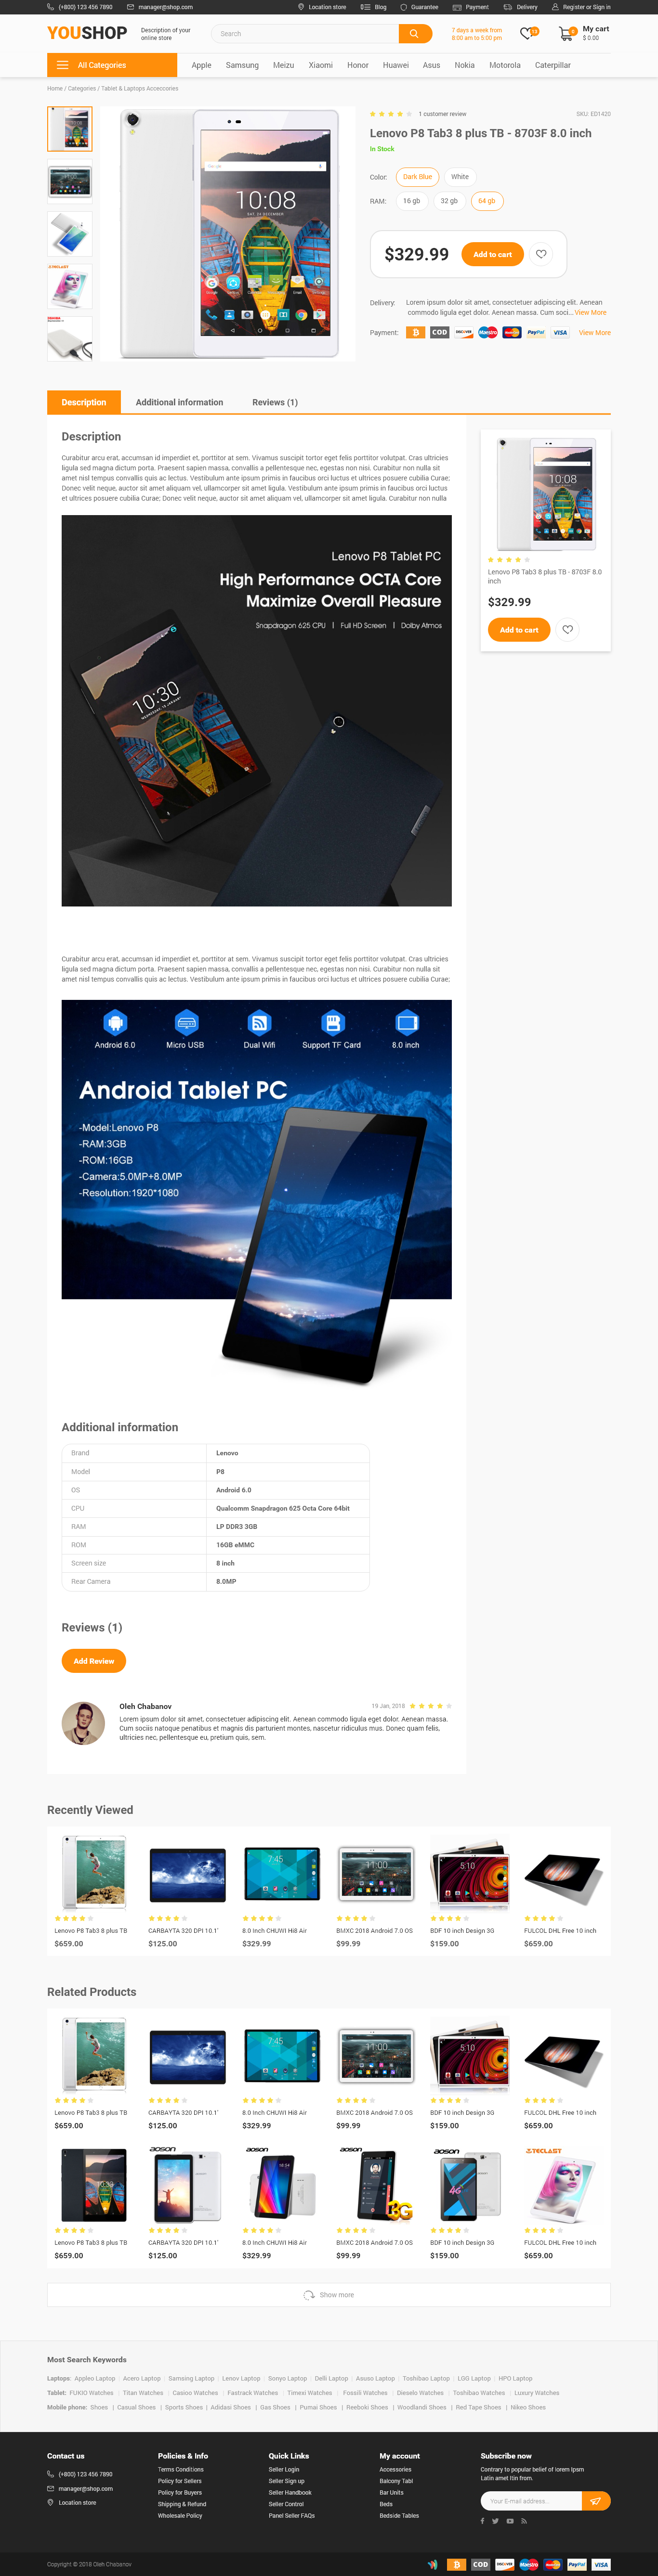 (+800) 123 456 7890 manager@shop.com Location store Blog Guarantee Payment Delivery Register or Sign in
YOUSHOP
Description of your
online store
Search
7 days a week from
8:00 am to 5:00 pm
My cart
$ 0.00
All Categories Apple Samsung Meizu Xiaomi Honor Huawei Asus Nokia Motorola Caterpillar
Home / Categories / Tablet & Laptops Acceccories
1 customer review SKU: ED1420
Lenovo P8 Tab3 8 plus TB - 8703F 8.0 inch
In Stock
Color: Dark Blue White
RAM: 16 gb 32 gb 64 gb
10:08
$329.99 Add to cart
Delivery: Lorem ipsum dolor sit amet, consectetuer adipiscing elit. Aenean
commodo ligula eget dolor. Aenean massa. Cum soci... View More
Payment: COD DISCOVER Maestro MasterCard PayPal VISA View More
TECLAST
TOSHIBA
Description Additional information Reviews (1)
Description
Curabitur arcu erat, accumsan id imperdiet et, porttitor at sem. Vivamus suscipit tortor eget felis porttitor volutpat. Cras ultricies
ligula sed magna dictum porta. Praesent sapien massa, convallis a pellentesque nec, egestas non nisi. Curabitur non nulla sit
amet nisl tempus convallis quis ac lectus. Vestibulum ante ipsum primis in faucibus orci luctus et ultrices posuere cubilia Curae;
Donec velit neque, auctor sit amet aliquam vel, ullamcorper sit amet ligula. Vestibulum ante ipsum primis in faucibus orci luctus
et ultrices posuere cubilia Curae; Donec velit neque, auctor sit amet aliquam vel, ullamcorper sit amet ligula. Curabitur non nulla
Lenovo P8 Tab3 8 plus TB - 8703F 8.0
inch
$329.99
Add to cart
Lenovo P8 Tablet PC
High Performance OCTA Core
Maximize Overall Pleasure
Snapdragon 625 CPU | Full HD Screen | Dolby Atmos
10:30
Curabitur arcu erat, accumsan id imperdiet et, porttitor at sem. Vivamus suscipit tortor eget felis porttitor volutpat. Cras ultricies
ligula sed magna dictum porta. Praesent sapien massa, convallis a pellentesque nec, egestas non nisi. Curabitur non nulla sit
amet nisl tempus convallis quis ac lectus. Vestibulum ante ipsum primis in faucibus orci luctus et ultrices posuere cubilia Curae;
Android 6.0 Micro USB Dual Wifi Support TF Card 8.0 inch
Android Tablet PC
-Model:Lenovo P8
-RAM:3GB
-ROM:16GB
-Camera:5.0MP+8.0MP
-Resolution:1920*1080
Additional information
Brand Lenovo
Model P8
OS Android 6.0
CPU Qualcomm Snapdragon 625 Octa Core 64bit
RAM LP DDR3 3GB
ROM 16GB eMMC
Screen size 8 inch
Rear Camera 8.0MP
Reviews (1)
Add Review
Oleh Chabanov 19 Jan, 2018
Lorem ipsum dolor sit amet, consectetuer adipiscing elit. Aenean commodo ligula eget dolor. Aenean massa.
Cum sociis natoque penatibus et magnis dis parturient montes, nascetur ridiculus mus. Donec quam felis,
ultricies nec, pellentesque eu, pretium quis, sem.
Recently Viewed
7:45 11:00 5:10
Lenovo P8 Tab3 8 plus TB CARBAYTA 320 DPI 10.1' 8.0 Inch CHUWI Hi8 Air BMXC 2018 Android 7.0 OS BDF 10 inch Design 3G FULCOL DHL Free 10 inch
$659.00 $125.00 $329.99 $99.99 $159.00 $659.00
Related Products
7:45 11:00 5:10
Lenovo P8 Tab3 8 plus TB CARBAYTA 320 DPI 10.1' 8.0 Inch CHUWI Hi8 Air BMXC 2018 Android 7.0 OS BDF 10 inch Design 3G FULCOL DHL Free 10 inch
$659.00 $125.00 $329.99 $99.99 $159.00 $659.00
AOSON AOSON AOSON 3G AOSON 4G TECLAST
Lenovo P8 Tab3 8 plus TB CARBAYTA 320 DPI 10.1' 8.0 Inch CHUWI Hi8 Air BMXC 2018 Android 7.0 OS BDF 10 inch Design 3G FULCOL DHL Free 10 inch
$659.00 $125.00 $329.99 $99.99 $159.00 $659.00
Show more
Most Search Keywords
Laptops: Appleo Laptop | Acero Laptop | Samsing Laptop | Lenov Laptop | Sonyo Laptop | Delli Laptop | Asuso Laptop | Toshibao Laptop | LGG Laptop | HPO Laptop
Tablet: FUKIO Watches | Titan Watches | Casioo Watches | Fastrack Watches | Timexi Watches | Fossili Watches | Dieselo Watches | Toshibao Watches | Luxury Watches
Mobile phone: Shoes | Casual Shoes | Sports Shoes | Adidasi Shoes | Gas Shoes | Pumai Shoes | Reeboki Shoes | Woodlandi Shoes | Red Tape Shoes | Nikeo Shoes
Contact us Policies & Info Quick Links My account Subscribe now
(+800) 123 456 7890 Terms Conditions Seller Login Accessories Contrary to popular belief of lorem Ipsm
Latin amet ltin from.
manager@shop.com Policy for Sellers Seller Sign up Balcony Tabl
Location store Policy for Buyers Seller Handbook Bar Units Your E-mail address...
Shipping & Refund Seller Control Beds
Wholesale Policy Panel Seller FAQs Bedside Tables
Copyright © 2018 Oleh Chabanov COD DISCOVER Maestro MasterCard PayPal VISA